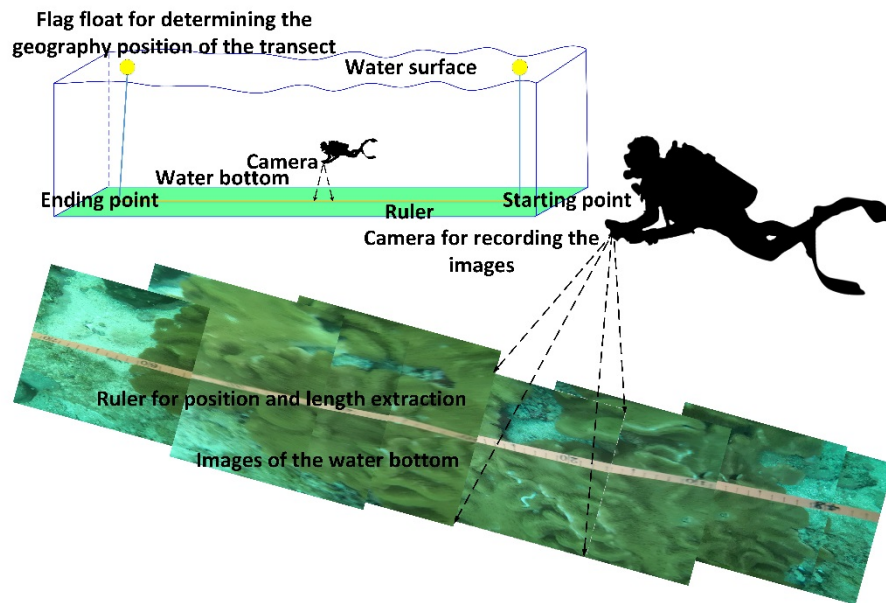 Flag float for determining the
geography position of the transect
Water surface
Camera
Water bottom
Ending point
Starting point
Ruler
Camera for recording the
images
Ruler for position and length extraction
Images of the water bottom